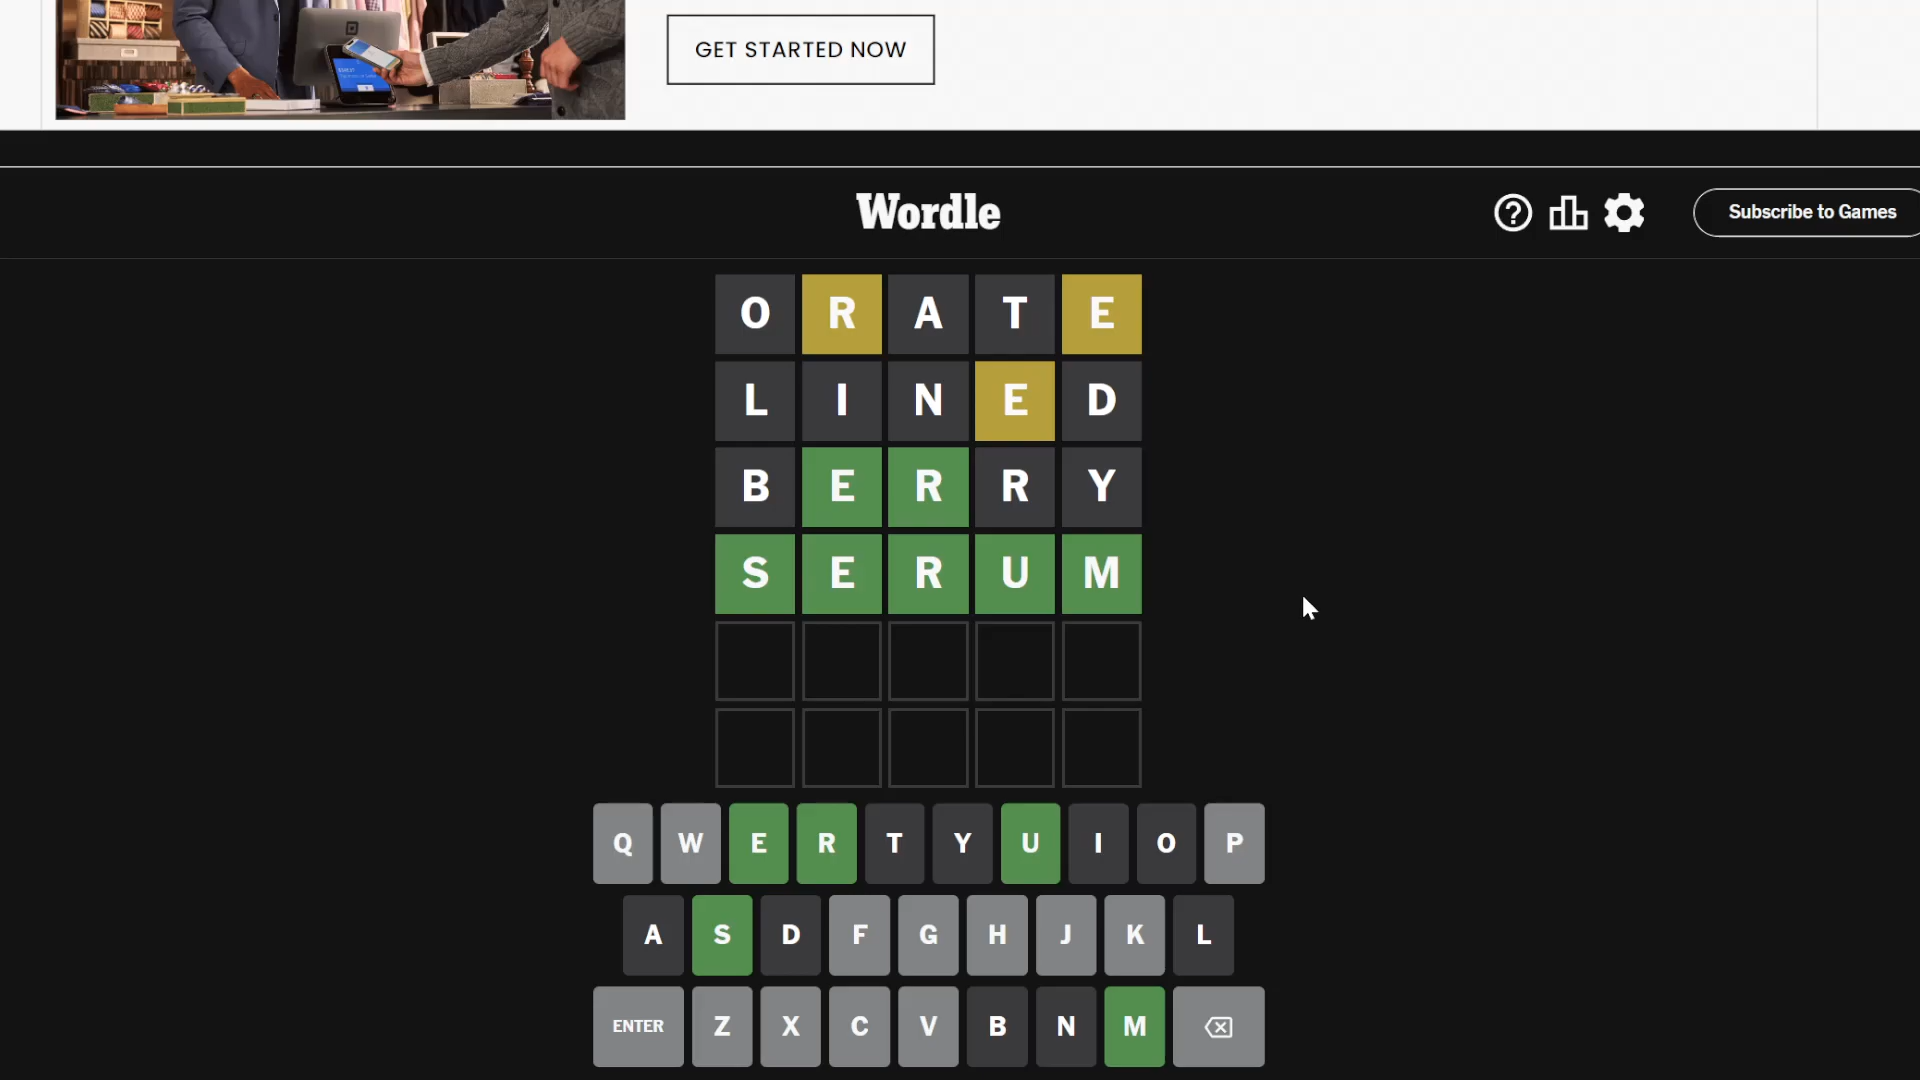 GET STARTED NOW
Wordle
Subscribe to Games
O R A T E
L I N E D
B E R R Y
S E R U M
Q W E R T Y U I O P
A S D F G H J K L
ENTER Z X C V B N M